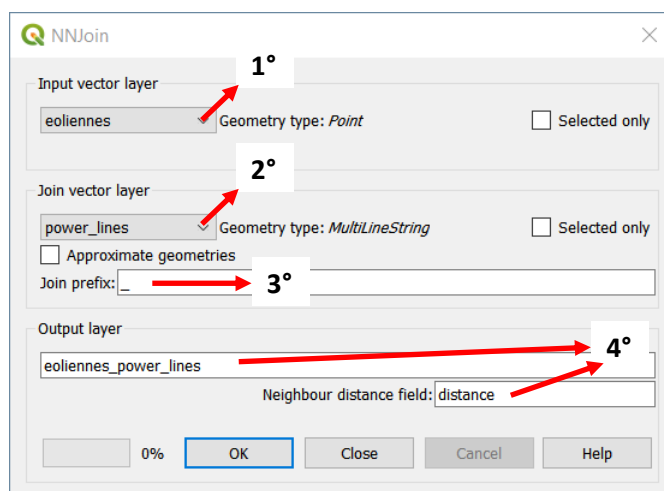 NNJoin
1°
Input vector layer
eoliennes Geometry type: Point Selected only
2°
Join vector layer
power_lines Geometry type: MultiLineString Selected only
Approximate geometries
Join prefix: _ 3°
Output layer
4°
eoliennes_power_lines
Neighbour distance field: distance
0% OK Close Cancel Help